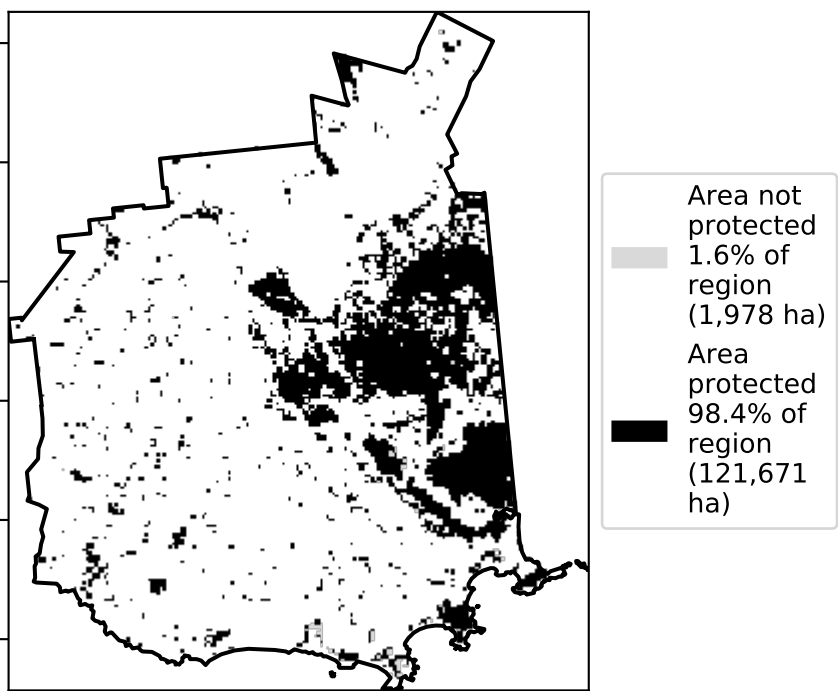 Area not
protected
1.6% of
region
(1,978 ha)
Area
protected
98.4% of
region
(121,671
ha)